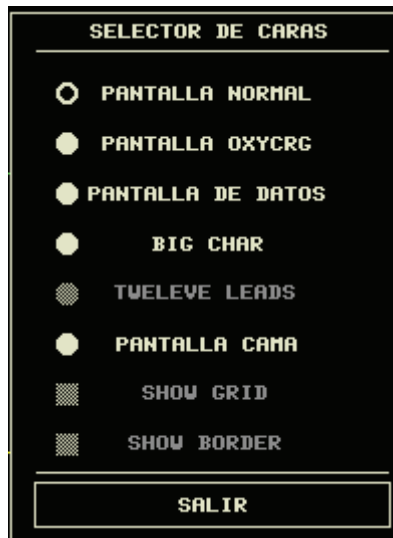 SELECTOR DE CARAS
PANTALLA NORMAL
PANTALLA OXYCRG
PANTALLA DE DATOS
BIG CHAR
TWELEVE LEADS
PANTALLA CAMA
SHOW GRID
SHOW BORDER
SALIR